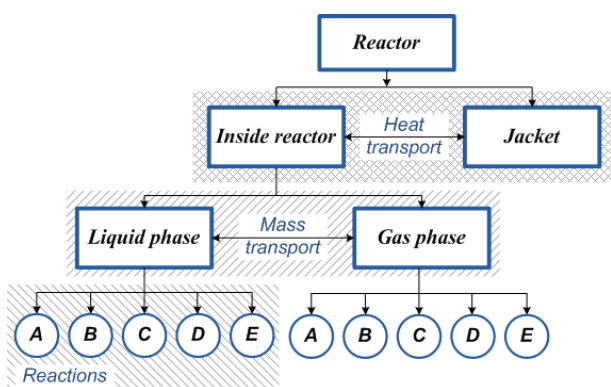 Reactor
Inside reactor
Heat
transport
Jacket
Liquid phase
Mass
transport
Gas phase
A B C D E A B C D E
Reactions